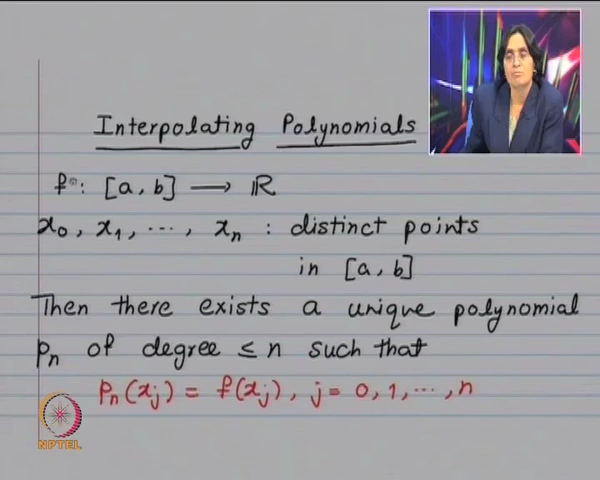 Interpolating Polynomials
f : [a, b] ⟶ ℝ
x₀, x₁, ⋯, xₙ : distinct points
in [a, b]
Then there exists a unique polynomial
pₙ of degree ≤ n such that
pₙ(xⱼ) = f(xⱼ), j = 0, 1, ⋯, n
NPTEL